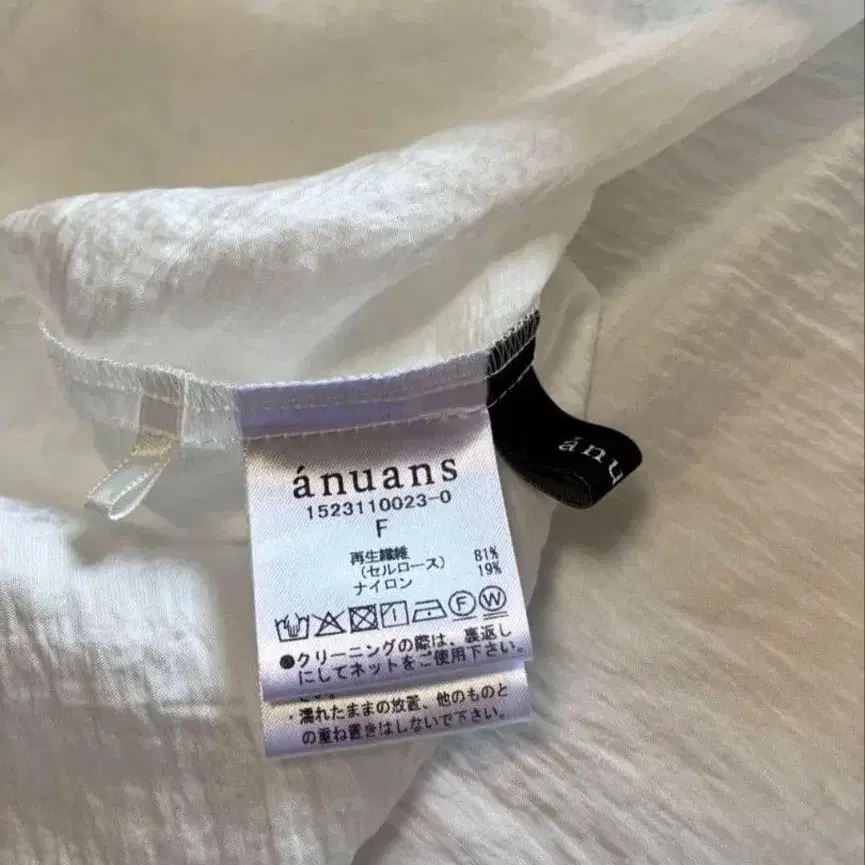 ánuans
1523110023-0
F
再生繊維 81%
(セルロース) 19%
ナイロン
F W
●クリーニングの際は、裏返し
にしてネットをご使用下さい。
・濡れたままの放置、他のものと
の重ね置きはしないで下さい。
ánu